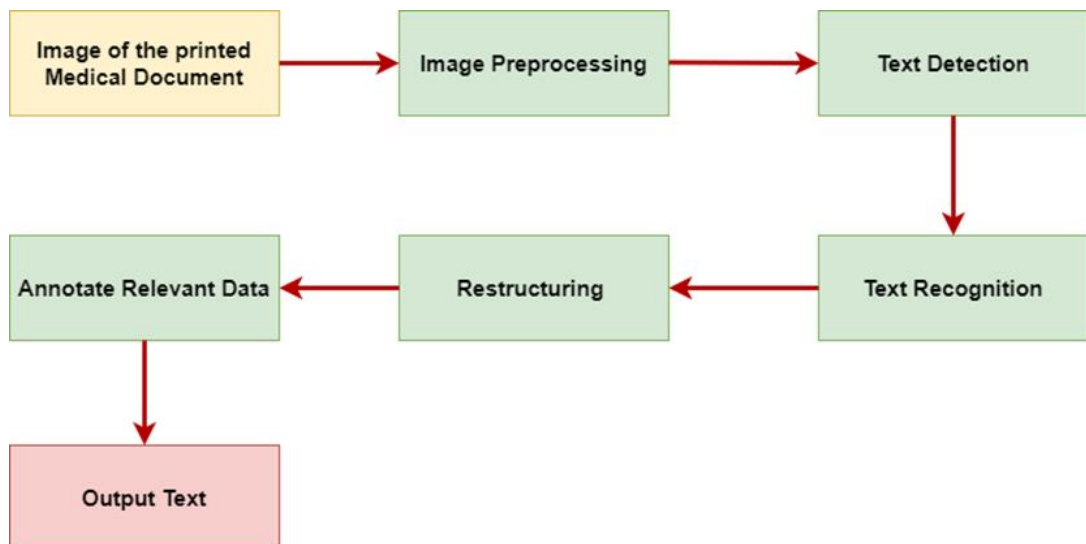 Image of the printed
Medical Document
Image Preprocessing
Text Detection
Text Recognition
Restructuring
Annotate Relevant Data
Output Text